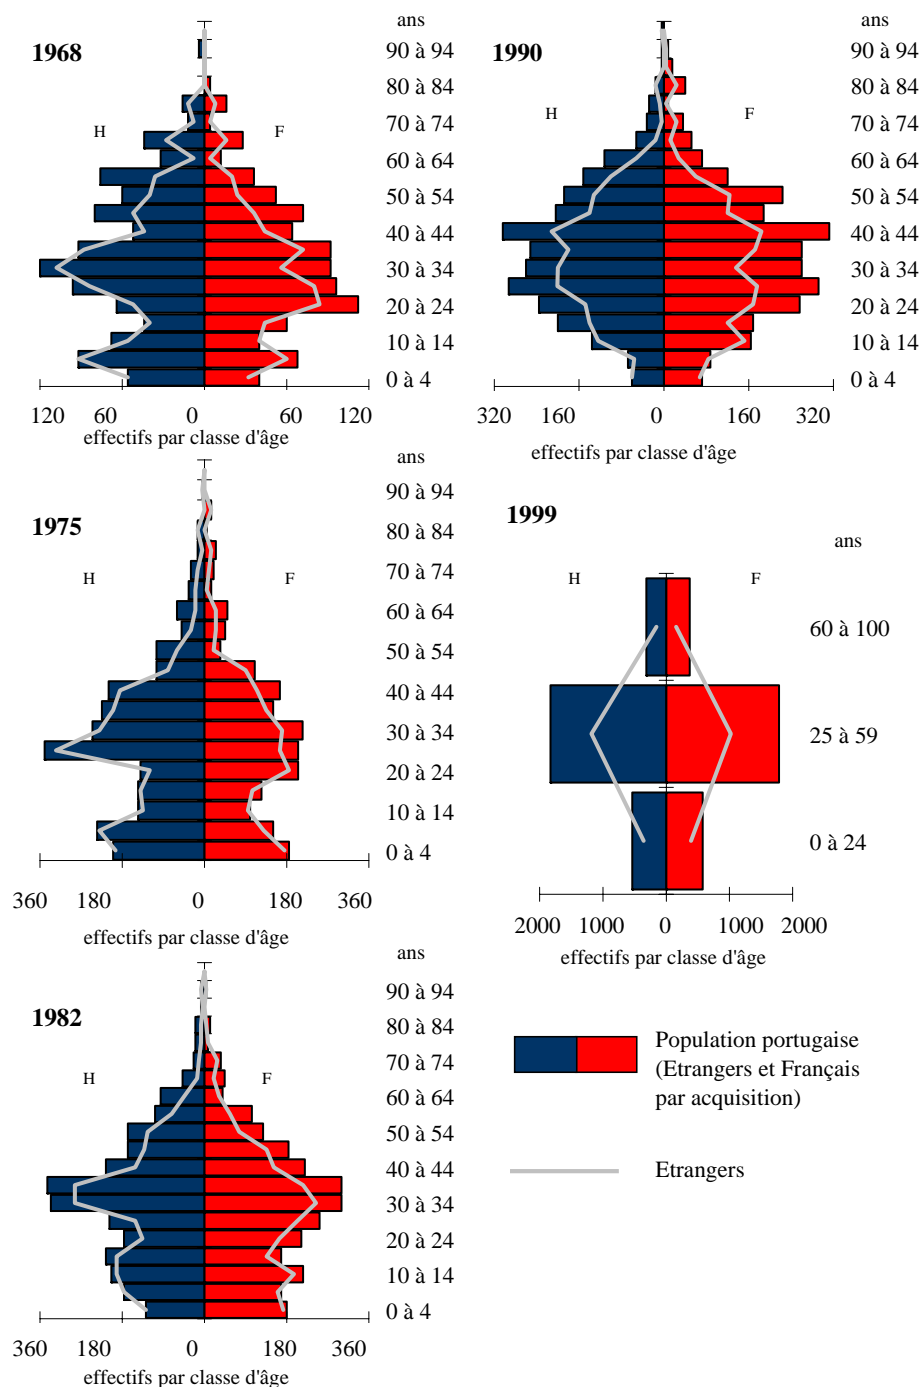 1968
ans
90 à 94
80 à 84
H
F
70 à 74
60 à 64
50 à 54
40 à 44
30 à 34
20 à 24
10 à 14
0 à 4
120 60 0 60 120
effectifs par classe d'âge
1990
ans
90 à 94
80 à 84
H
F
70 à 74
60 à 64
50 à 54
40 à 44
30 à 34
20 à 24
10 à 14
0 à 4
320 160 0 160 320
effectifs par classe d'âge
1975
ans
90 à 94
80 à 84
H
F
70 à 74
60 à 64
50 à 54
40 à 44
30 à 34
20 à 24
10 à 14
0 à 4
360 180 0 180 360
effectifs par classe d'âge
1999
ans
H
F
60 à 100
25 à 59
0 à 24
2000 1000 0 1000 2000
effectifs par classe d'âge
1982
ans
90 à 94
80 à 84
H
F
70 à 74
60 à 64
50 à 54
40 à 44
30 à 34
20 à 24
10 à 14
0 à 4
360 180 0 180 360
effectifs par classe d'âge
Population portugaise
(Etrangers et Français
par acquisition)
Etrangers